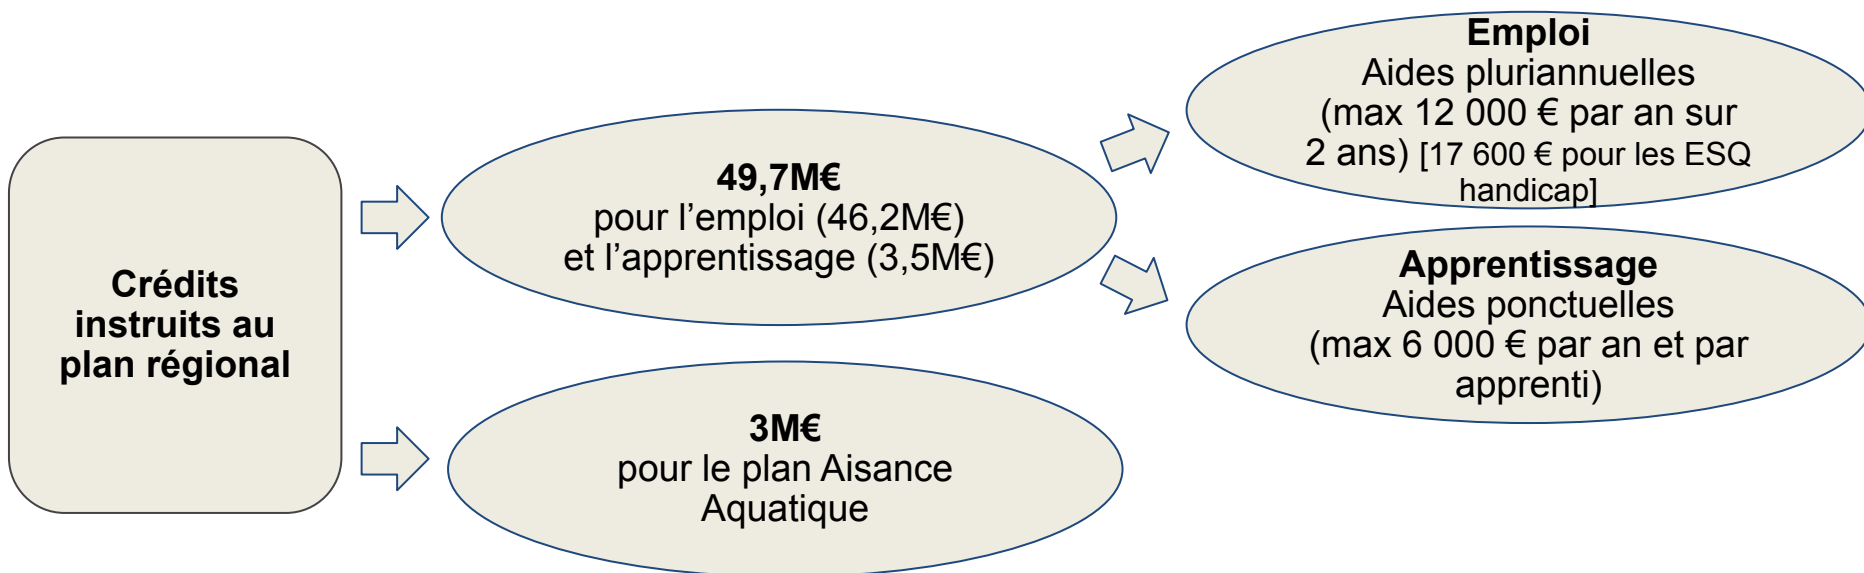 Crédits
instruits au
plan régional
49,7M€
pour l’emploi (46,2M€)
et l’apprentissage (3,5M€)
3M€
pour le plan Aisance
Aquatique
Emploi
Aides pluriannuelles
(max 12 000 € par an sur
2 ans) [17 600 € pour les ESQ
handicap]
Apprentissage
Aides ponctuelles
(max 6 000 € par an et par
apprenti)